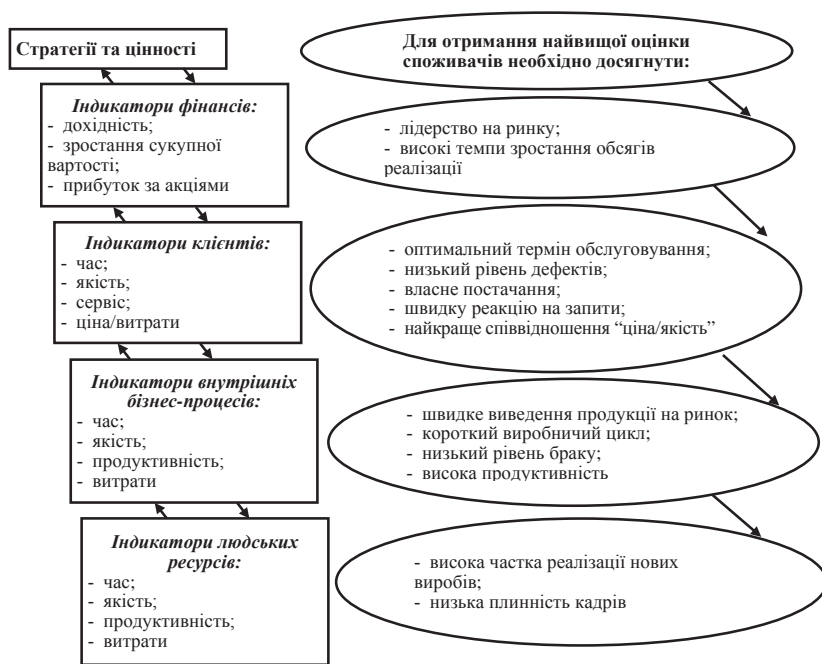 Стратегії та цінності
Індикатори фінансів:
- дохідність;
- зростання сукупної
вартості;
- прибуток за акціями
Індикатори клієнтів:
- час;
- якість;
- сервіс;
- ціна/витрати
Індикатори внутрішніх
бізнес-процесів:
- час;
- якість;
- продуктивність;
- витрати
Індикатори людських
ресурсів:
- час;
- якість;
- продуктивність;
- витрати
Для отримання найвищої оцінки
споживачів необхідно досягнути:
- лідерство на ринку;
- високі темпи зростання обсягів
реалізації
- оптимальний термін обслуговування;
- низький рівень дефектів;
- власне постачання;
- швидку реакцію на запити;
- найкраще співвідношення “ціна/якість”
- швидке виведення продукції на ринок;
- короткий виробничий цикл;
- низький рівень браку;
- висока продуктивність
- висока частка реалізації нових
виробів;
- низька плинність кадрів